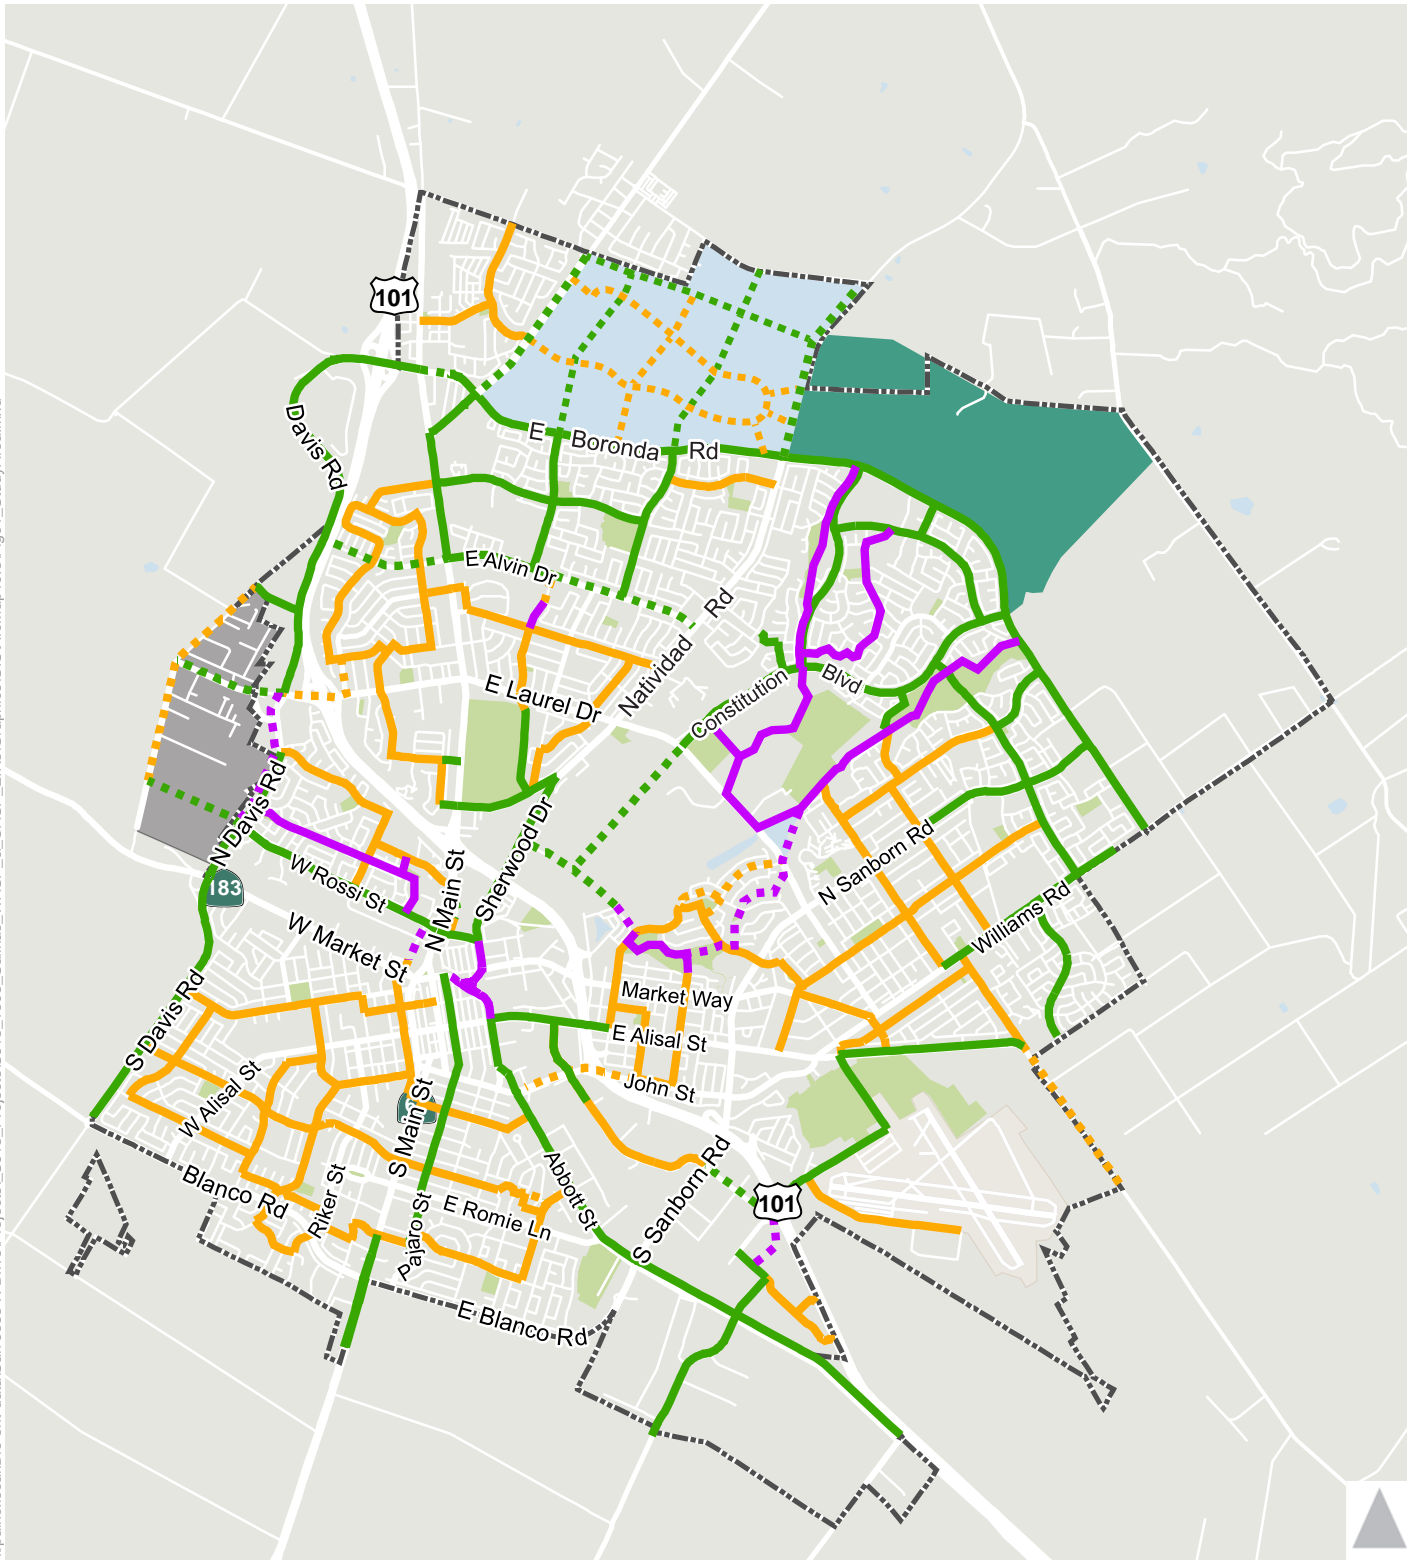 101
Davis Rd
E Boronda Rd
E Alvin Dr
Natividad Rd
E Laurel Dr
Constitution Blvd
N Davis Rd
Sherwood Dr
N Sanborn Rd
W Rossi St
183
N Main St
Williams Rd
W Market St
Market Way
S Davis Rd
E Alisal St
John St
W Alisal St
S Main St
Abbott St
S Sanborn Rd
Blanco Rd
Riker St
Pajaro St
E Romie Ln
101
E Blanco Rd